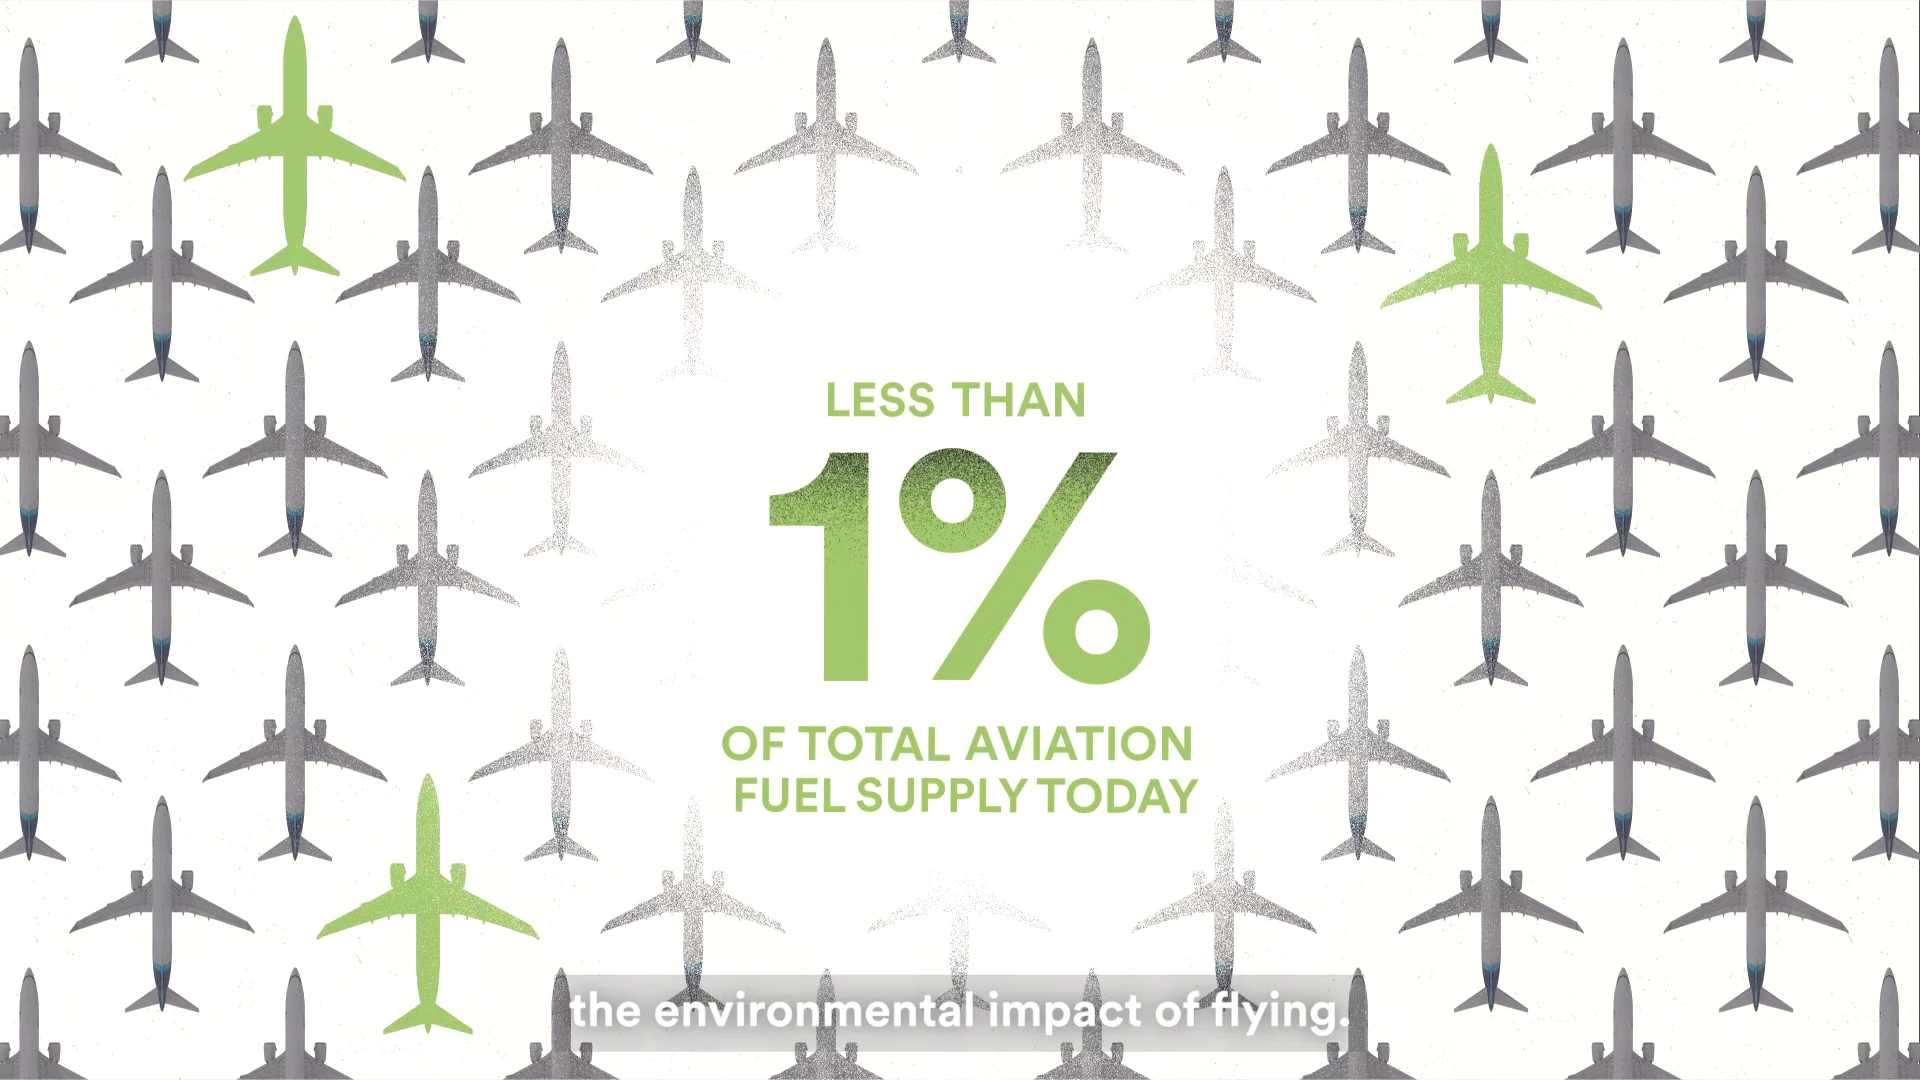 LESS THAN
1%
OF TOTAL AVIATION
FUEL SUPPLY TODAY
the environmental impact of flying.